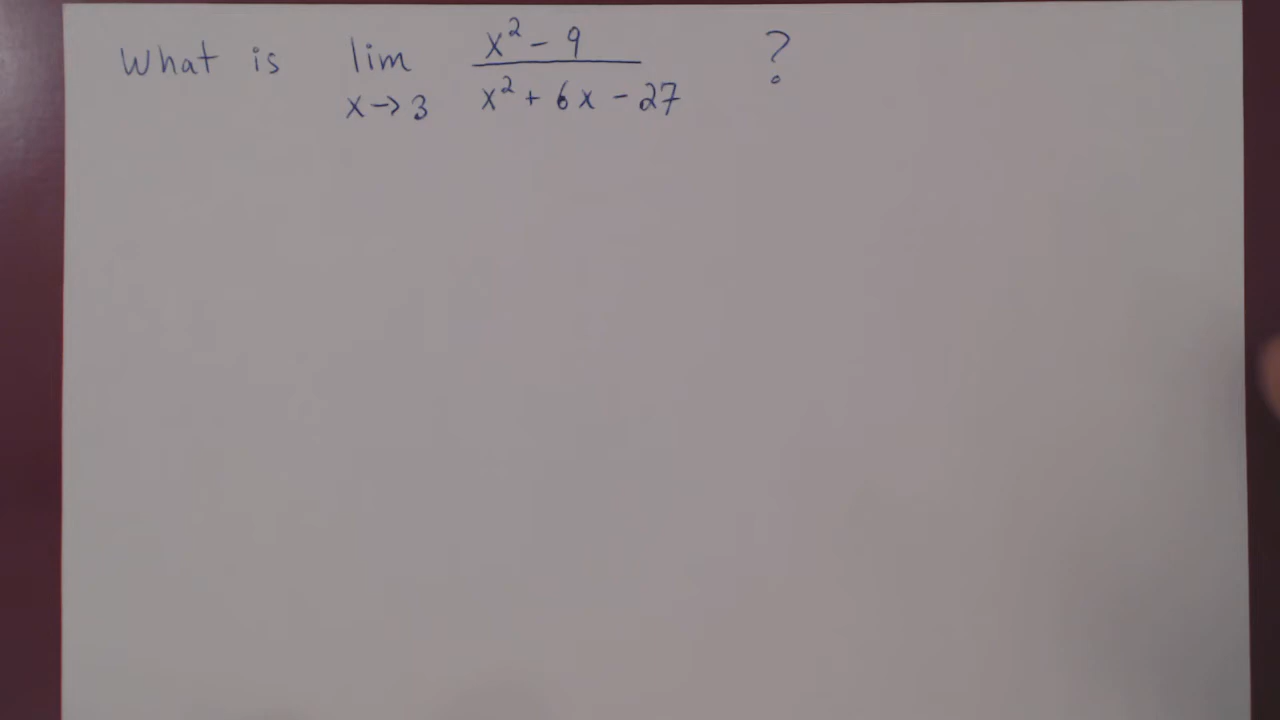 What is lim x→3 (x² - 9)/(x² + 6x - 27) ?